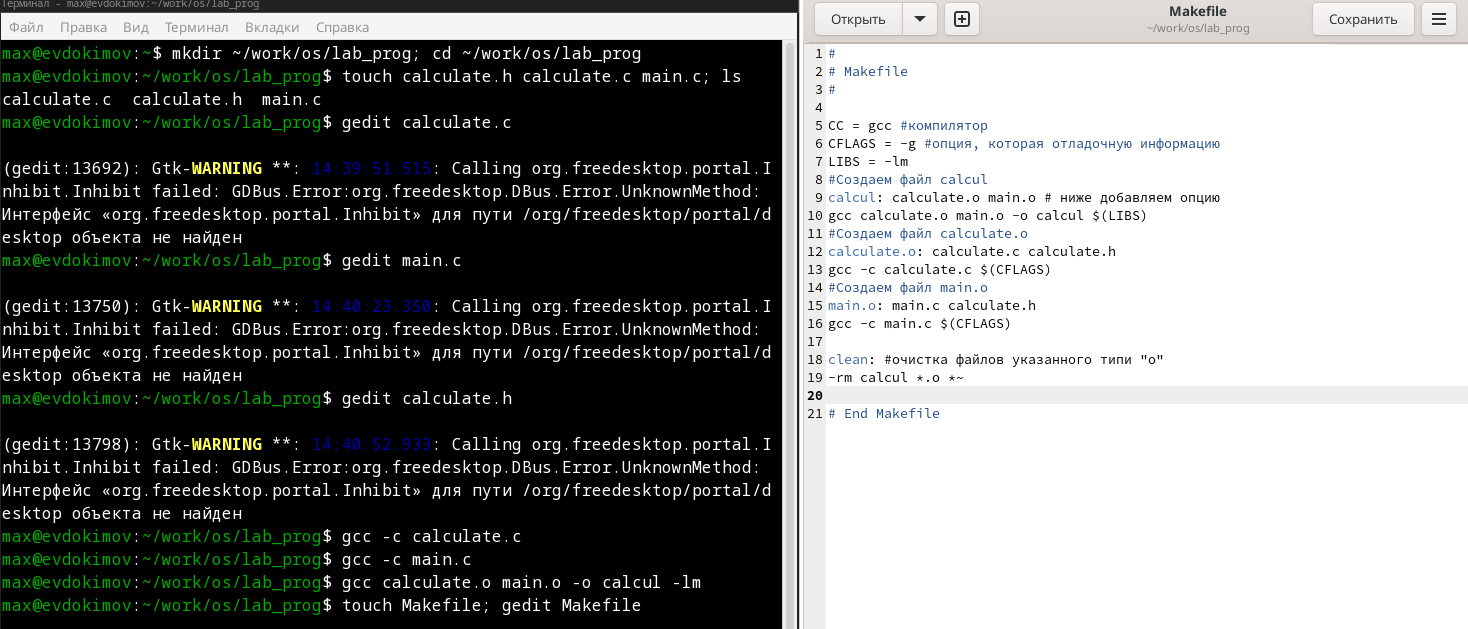 Терминал - max@evdokimov:~/work/os/lab_prog
Файл Правка Вид Терминал Вкладки Справка
max@evdokimov:~$ mkdir ~/work/os/lab_prog; cd ~/work/os/lab_prog
max@evdokimov:~/work/os/lab_prog$ touch calculate.h calculate.c main.c; ls
calculate.c  calculate.h  main.c
max@evdokimov:~/work/os/lab_prog$ gedit calculate.c
(gedit:13692): Gtk-WARNING **: 14:39:51.515: Calling org.freedesktop.portal.I
nhibit.Inhibit failed: GDBus.Error:org.freedesktop.DBus.Error.UnknownMethod:
Интерфейс «org.freedesktop.portal.Inhibit» для пути /org/freedesktop/portal/d
esktop объекта не найден
max@evdokimov:~/work/os/lab_prog$ gedit main.c
(gedit:13750): Gtk-WARNING **: 14:40:23.350: Calling org.freedesktop.portal.I
nhibit.Inhibit failed: GDBus.Error:org.freedesktop.DBus.Error.UnknownMethod:
Интерфейс «org.freedesktop.portal.Inhibit» для пути /org/freedesktop/portal/d
esktop объекта не найден
max@evdokimov:~/work/os/lab_prog$ gedit calculate.h
(gedit:13798): Gtk-WARNING **: 14:40:52.933: Calling org.freedesktop.portal.I
nhibit.Inhibit failed: GDBus.Error:org.freedesktop.DBus.Error.UnknownMethod:
Интерфейс «org.freedesktop.portal.Inhibit» для пути /org/freedesktop/portal/d
esktop объекта не найден
max@evdokimov:~/work/os/lab_prog$ gcc -c calculate.c
max@evdokimov:~/work/os/lab_prog$ gcc -c main.c
max@evdokimov:~/work/os/lab_prog$ gcc calculate.o main.o -o calcul -lm
max@evdokimov:~/work/os/lab_prog$ touch Makefile; gedit Makefile
Открыть
Makefile
~/work/os/lab_prog
Сохранить
1 #
2 # Makefile
3 #
4
5 CC = gcc #компилятор
6 CFLAGS = -g #опция, которая отладочную информацию
7 LIBS = -lm
8 #Создаем файл calcul
9 calcul: calculate.o main.o # ниже добавляем опцию
10 gcc calculate.o main.o -o calcul $(LIBS)
11 #Создаем файл calculate.o
12 calculate.o: calculate.c calculate.h
13 gcc -c calculate.c $(CFLAGS)
14 #Создаем файл main.o
15 main.o: main.c calculate.h
16 gcc -c main.c $(CFLAGS)
17
18 clean: #очистка файлов указанного типи "о"
19 -rm calcul *.o *~
20
21 # End Makefile